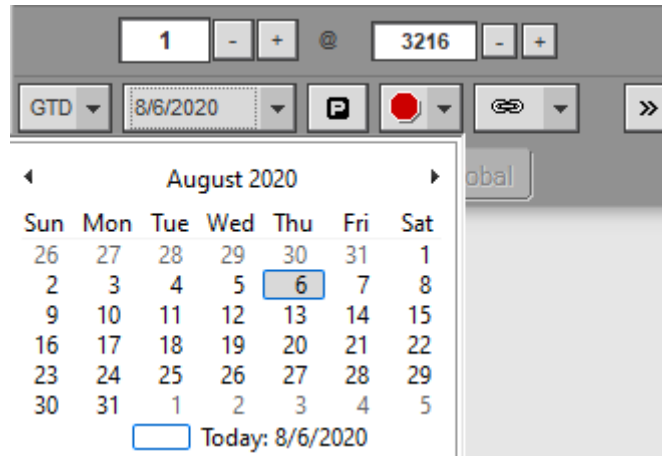 1 - + @ 3216 - +
GTD 8/6/2020 P »
obal
August 2020
Sun Mon Tue Wed Thu Fri Sat
26 27 28 29 30 31 1
2 3 4 5 6 7 8
9 10 11 12 13 14 15
16 17 18 19 20 21 22
23 24 25 26 27 28 29
30 31 1 2 3 4 5
Today: 8/6/2020